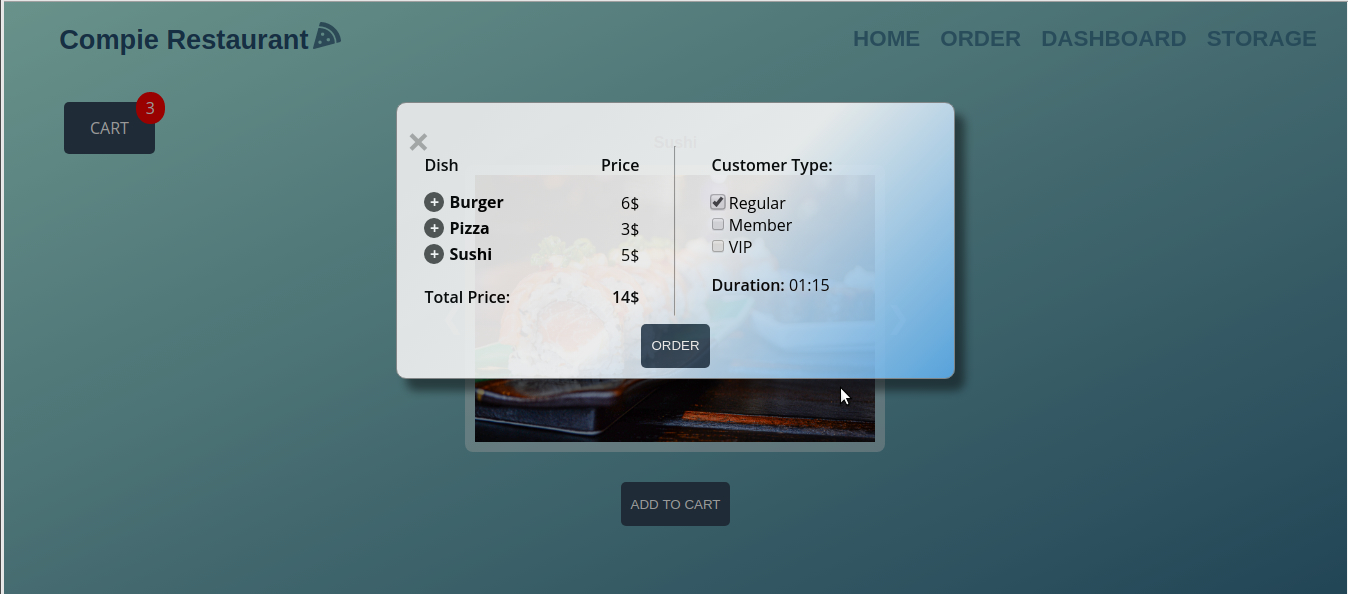 Compie Restaurant
HOME ORDER DASHBOARD STORAGE
CART 3
Sushi
Dish Price
Burger 6$
Pizza 3$
Sushi 5$
Total Price: 14$
Customer Type:
Regular
Member
VIP
Duration: 01:15
ORDER
ADD TO CART